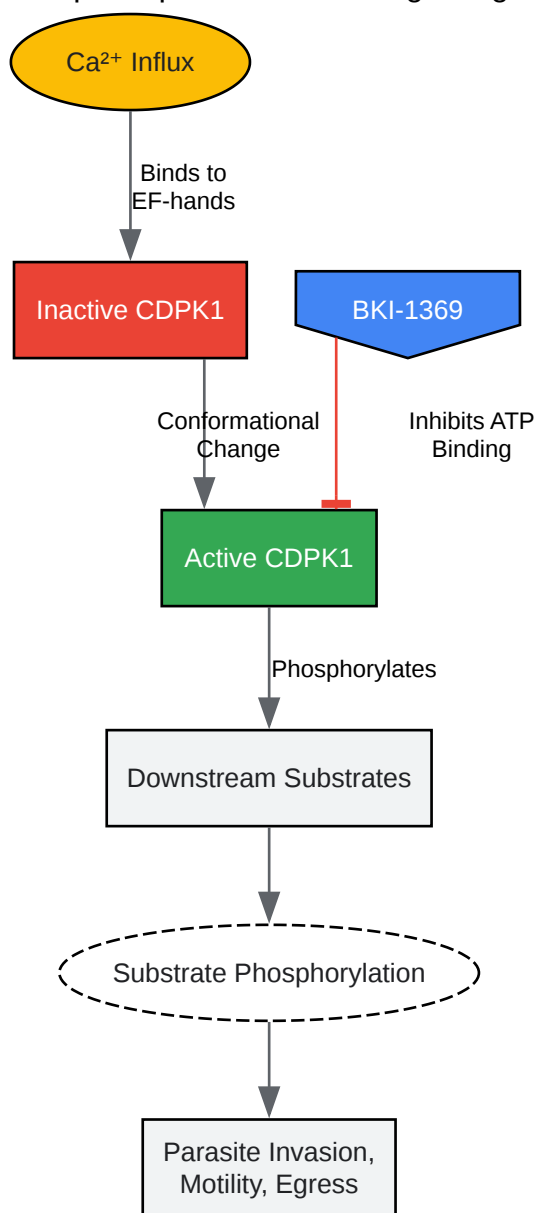 Ca²⁺ Influx
Binds to
EF-hands
Inactive CDPK1
BKI-1369
Conformational
Change
Inhibits ATP
Binding
Active CDPK1
Phosphorylates
Downstream Substrates
Substrate Phosphorylation
Parasite Invasion,
Motility, Egress